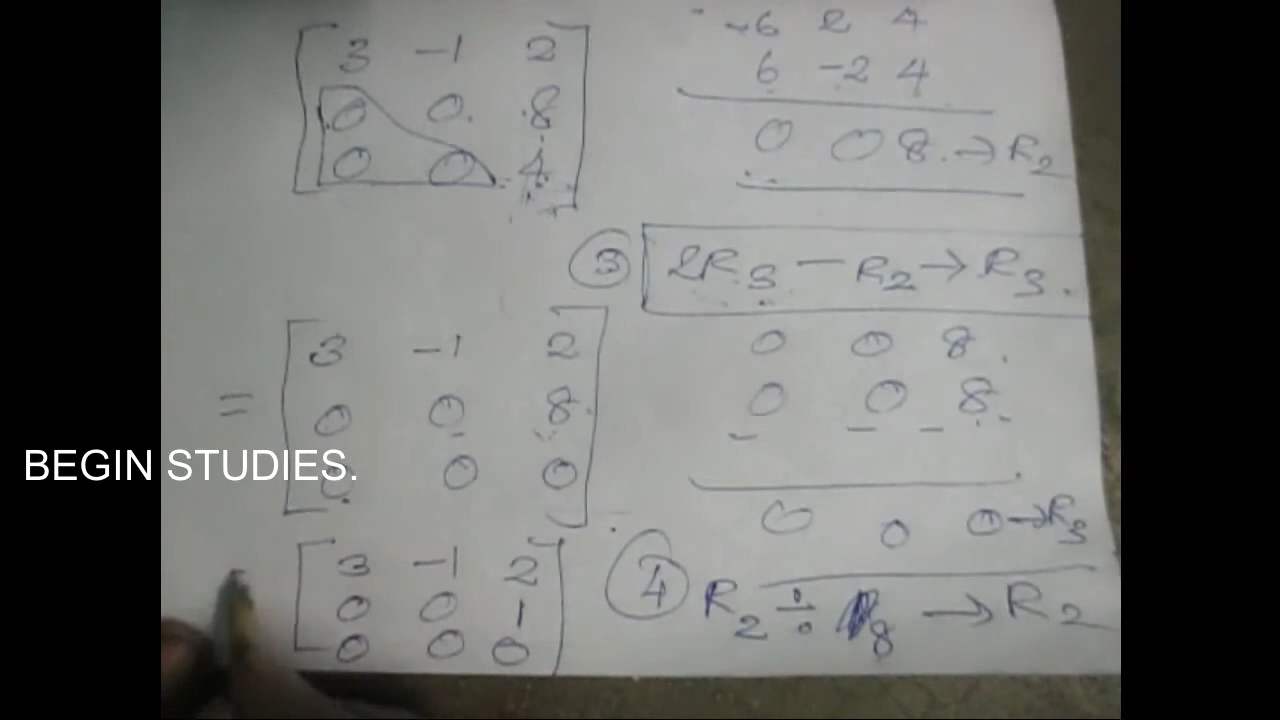 -6 2 4
3 -1 2
6 -2 4
0 0 8
0 0 8 → R2
0 0 4
③ 2R3 - R2 → R3.
3 -1 2
0 0 8.
= 0 0 8.
0 0 8.
BEGIN STUDIES.
0 0 0
0 0 0 → R3
3 -1 2
④ R2 ÷ 8 → R2
0 0 1
0 0 0